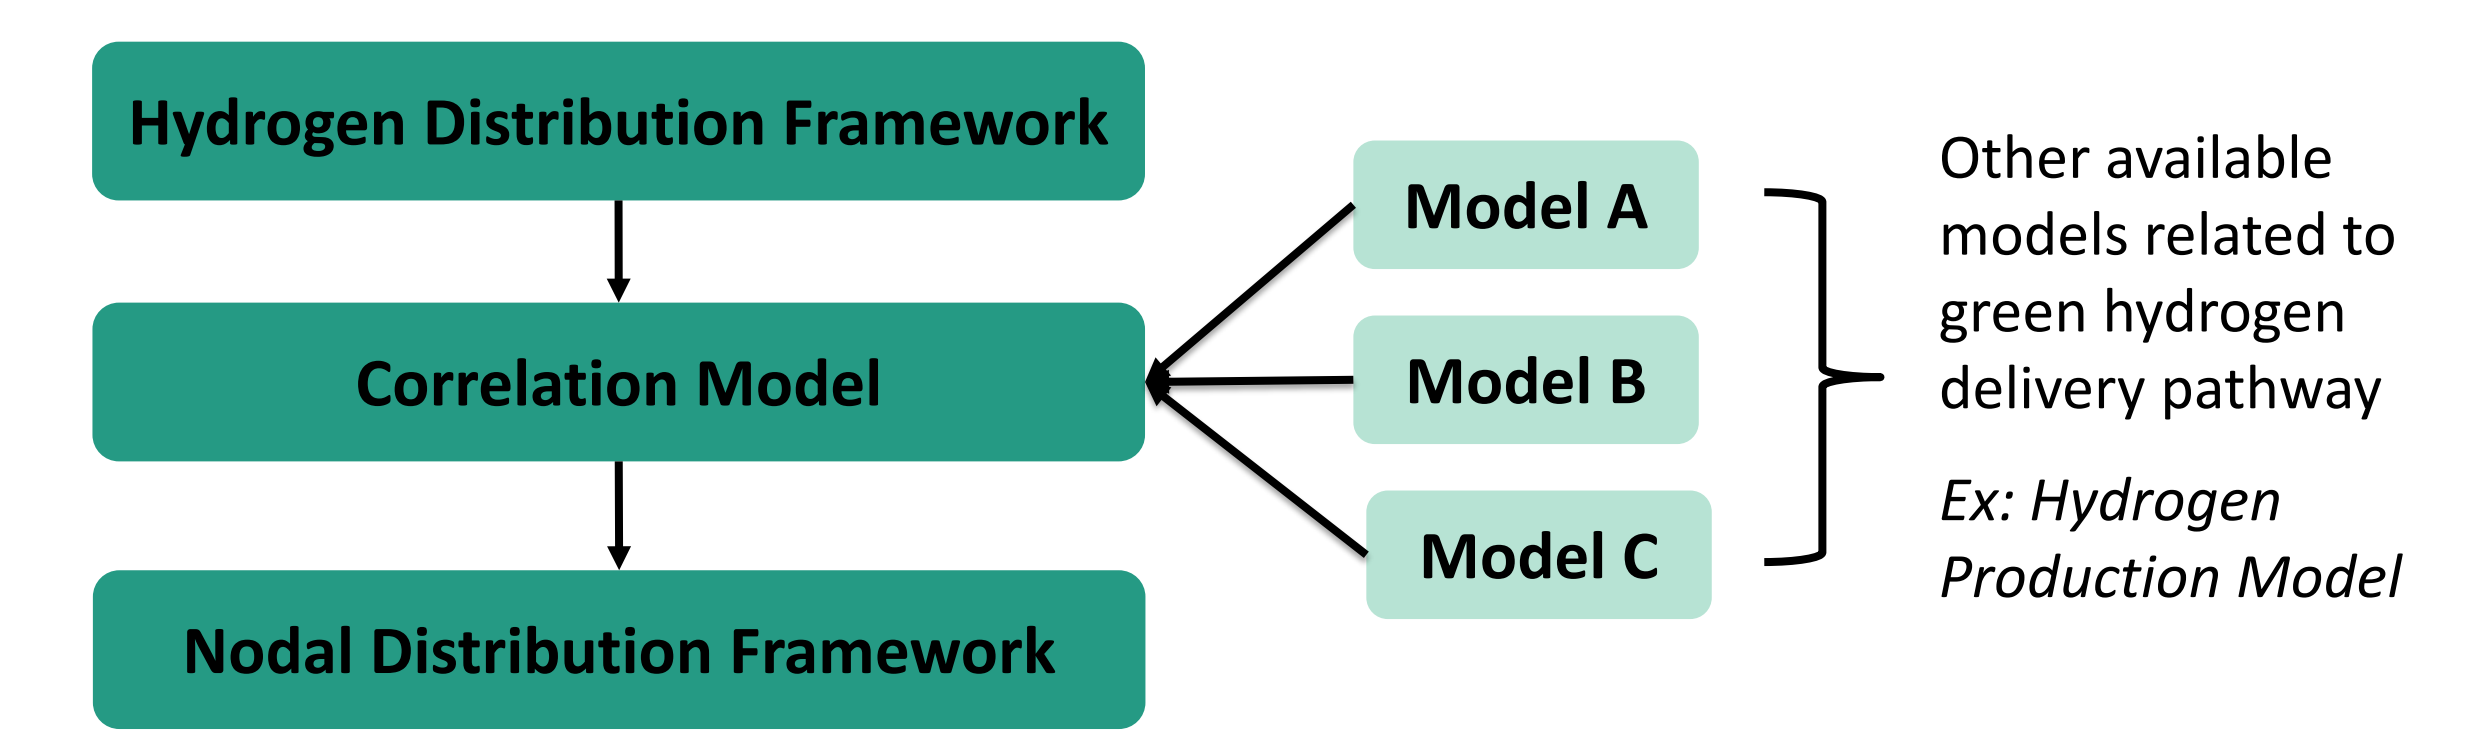 Hydrogen Distribution Framework
Correlation Model
Nodal Distribution Framework
Model A
Model B
Model C
Other available
models related to
green hydrogen
delivery pathway
Ex: Hydrogen
Production Model